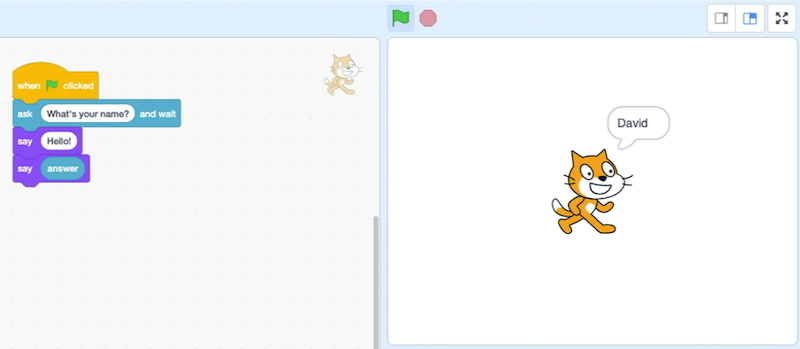 when clicked
ask What's your name? and wait
say Hello!
say answer
David